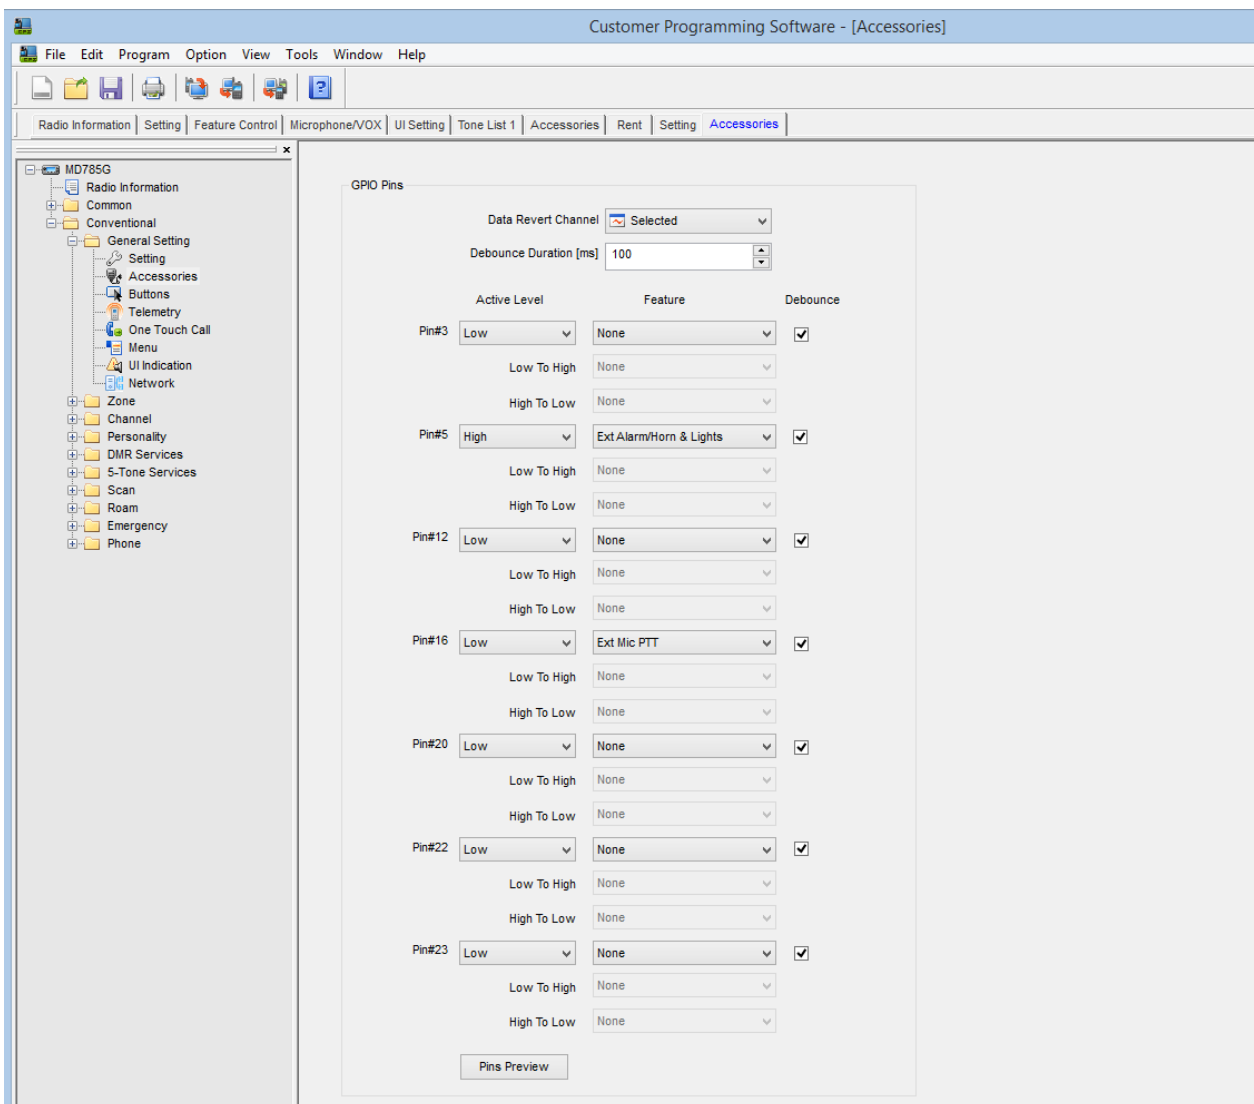 Customer Programming Software - [Accessories]
File Edit Program Option View Tools Window Help
Radio Information Setting Feature Control Microphone/VOX UI Setting Tone List 1 Accessories Rent Setting Accessories
MD785G
Radio Information
Common
Conventional
General Setting
Setting
Accessories
Buttons
Telemetry
One Touch Call
Menu
UI Indication
Network
Zone
Channel
Personality
DMR Services
5-Tone Services
Scan
Roam
Emergency
Phone
GPIO Pins
Data Revert Channel Selected
Debounce Duration [ms] 100
Active Level Feature Debounce
Pin#3 Low None
Low To High None
High To Low None
Pin#5 High Ext Alarm/Horn & Lights
Low To High None
High To Low None
Pin#12 Low None
Low To High None
High To Low None
Pin#16 Low Ext Mic PTT
Low To High None
High To Low None
Pin#20 Low None
Low To High None
High To Low None
Pin#22 Low None
Low To High None
High To Low None
Pin#23 Low None
Low To High None
High To Low None
Pins Preview